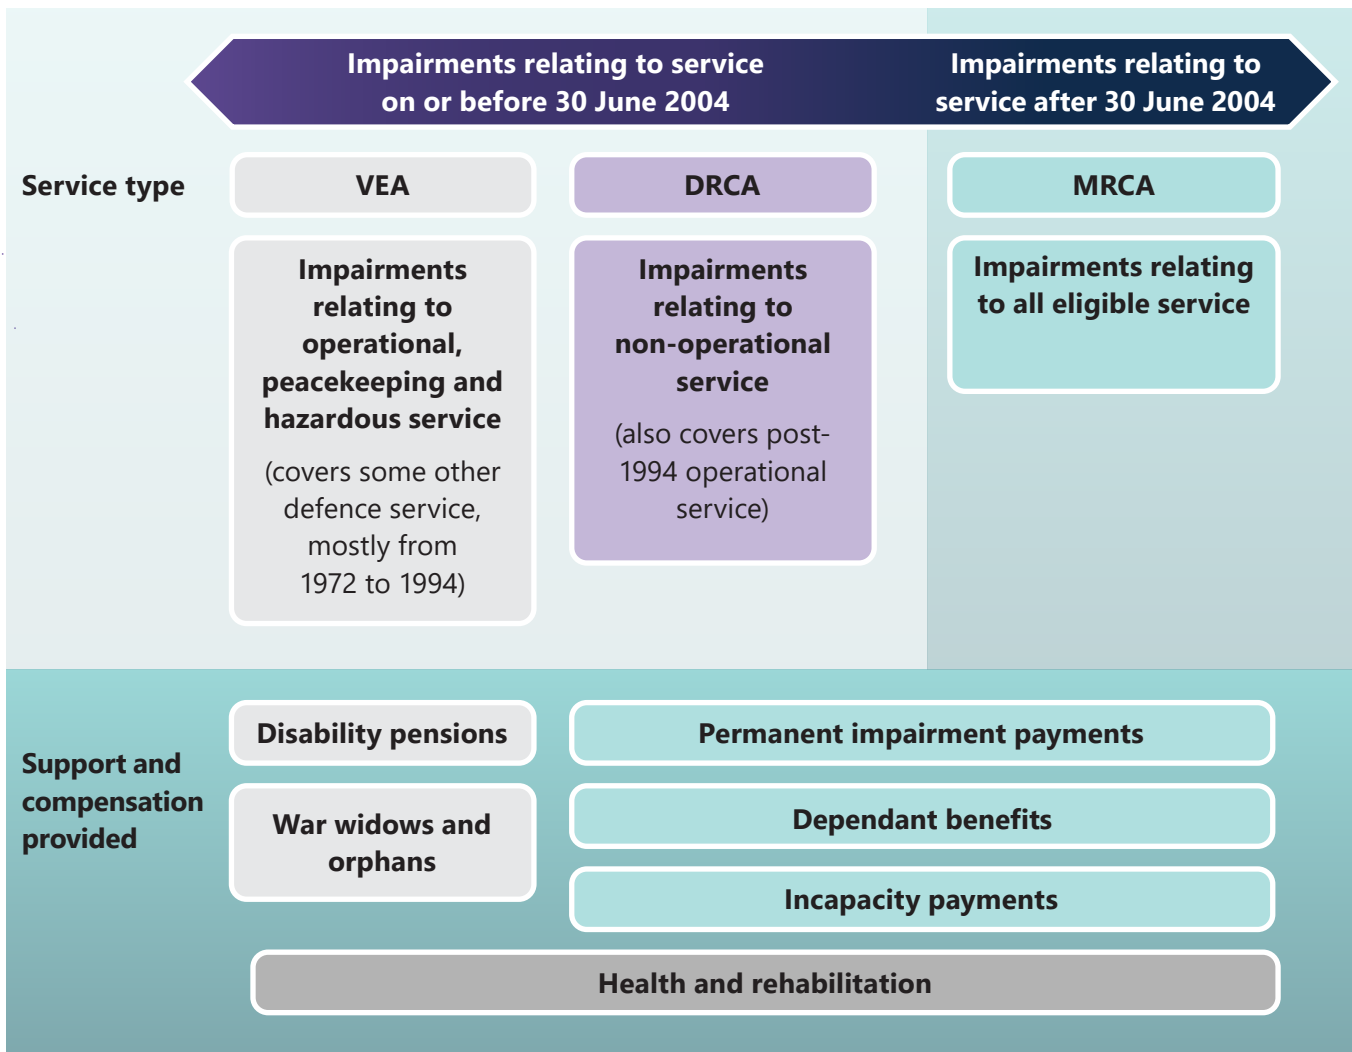 Impairments relating to service
on or before 30 June 2004
Impairments relating to
service after 30 June 2004
Service type
VEA
DRCA
MRCA
Impairments
relating to
operational,
peacekeeping and
hazardous service
(covers some other
defence service,
mostly from
1972 to 1994)
Impairments
relating to
non-operational
service
(also covers post-
1994 operational
service)
Impairments relating
to all eligible service
Support and
compensation
provided
Disability pensions
War widows and
orphans
Permanent impairment payments
Dependant benefits
Incapacity payments
Health and rehabilitation